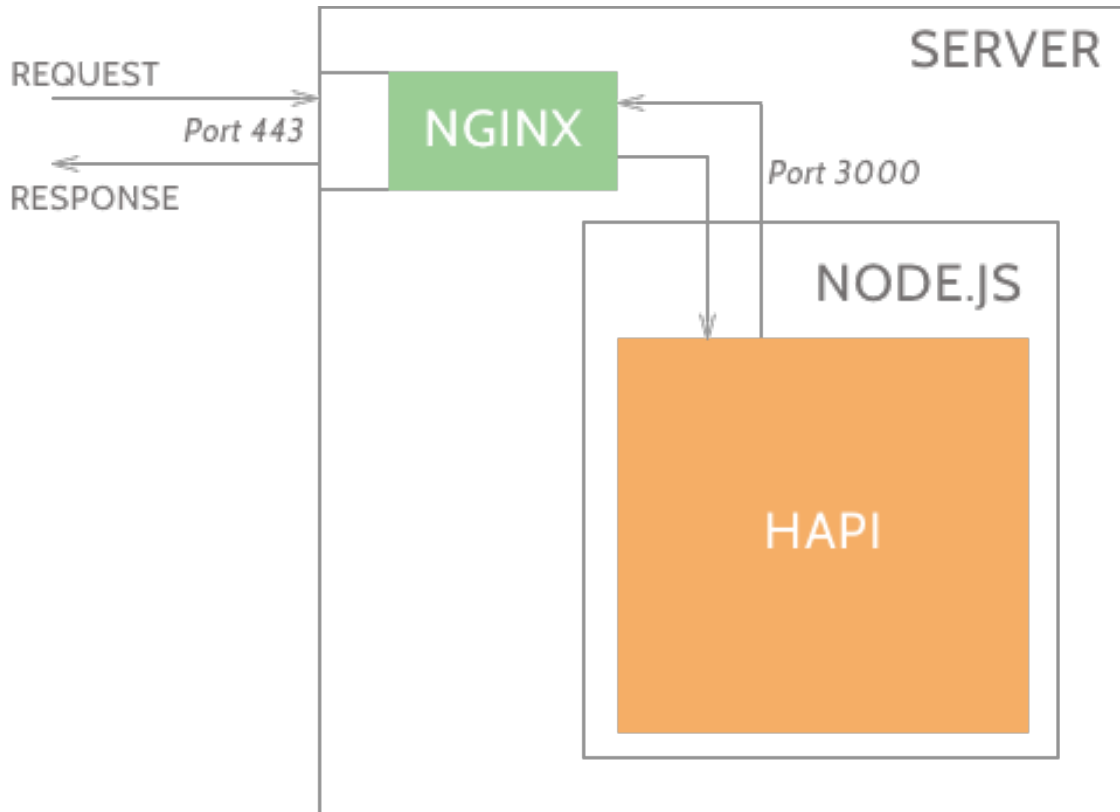 SERVER
REQUEST
Port 443
NGINX
Port 3000
RESPONSE
NODE.JS
HAPI